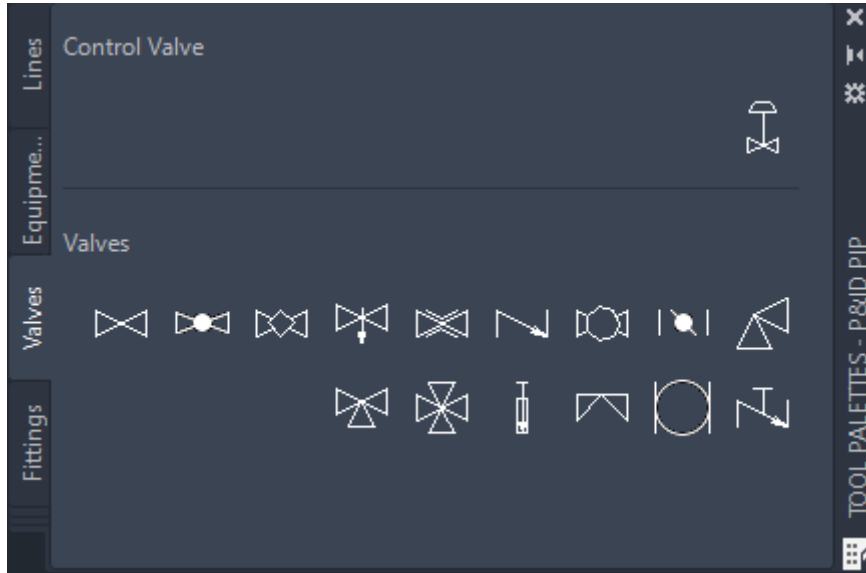 Lines
Equipme...
Valves
Fittings
Control Valve
Valves
TOOL PALETTES - P&ID PIP